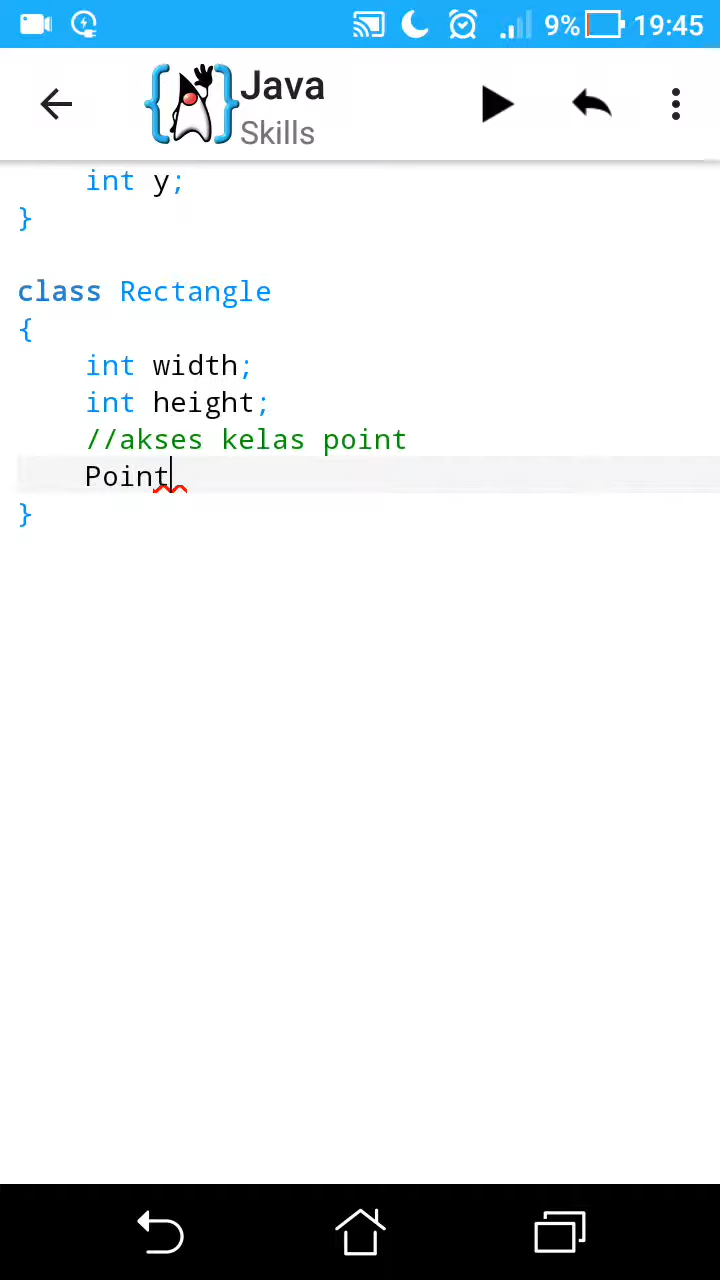 9% 19:45
Java
Skills
int y;
}
class Rectangle
{
int width;
int height;
//akses kelas point
Point
}